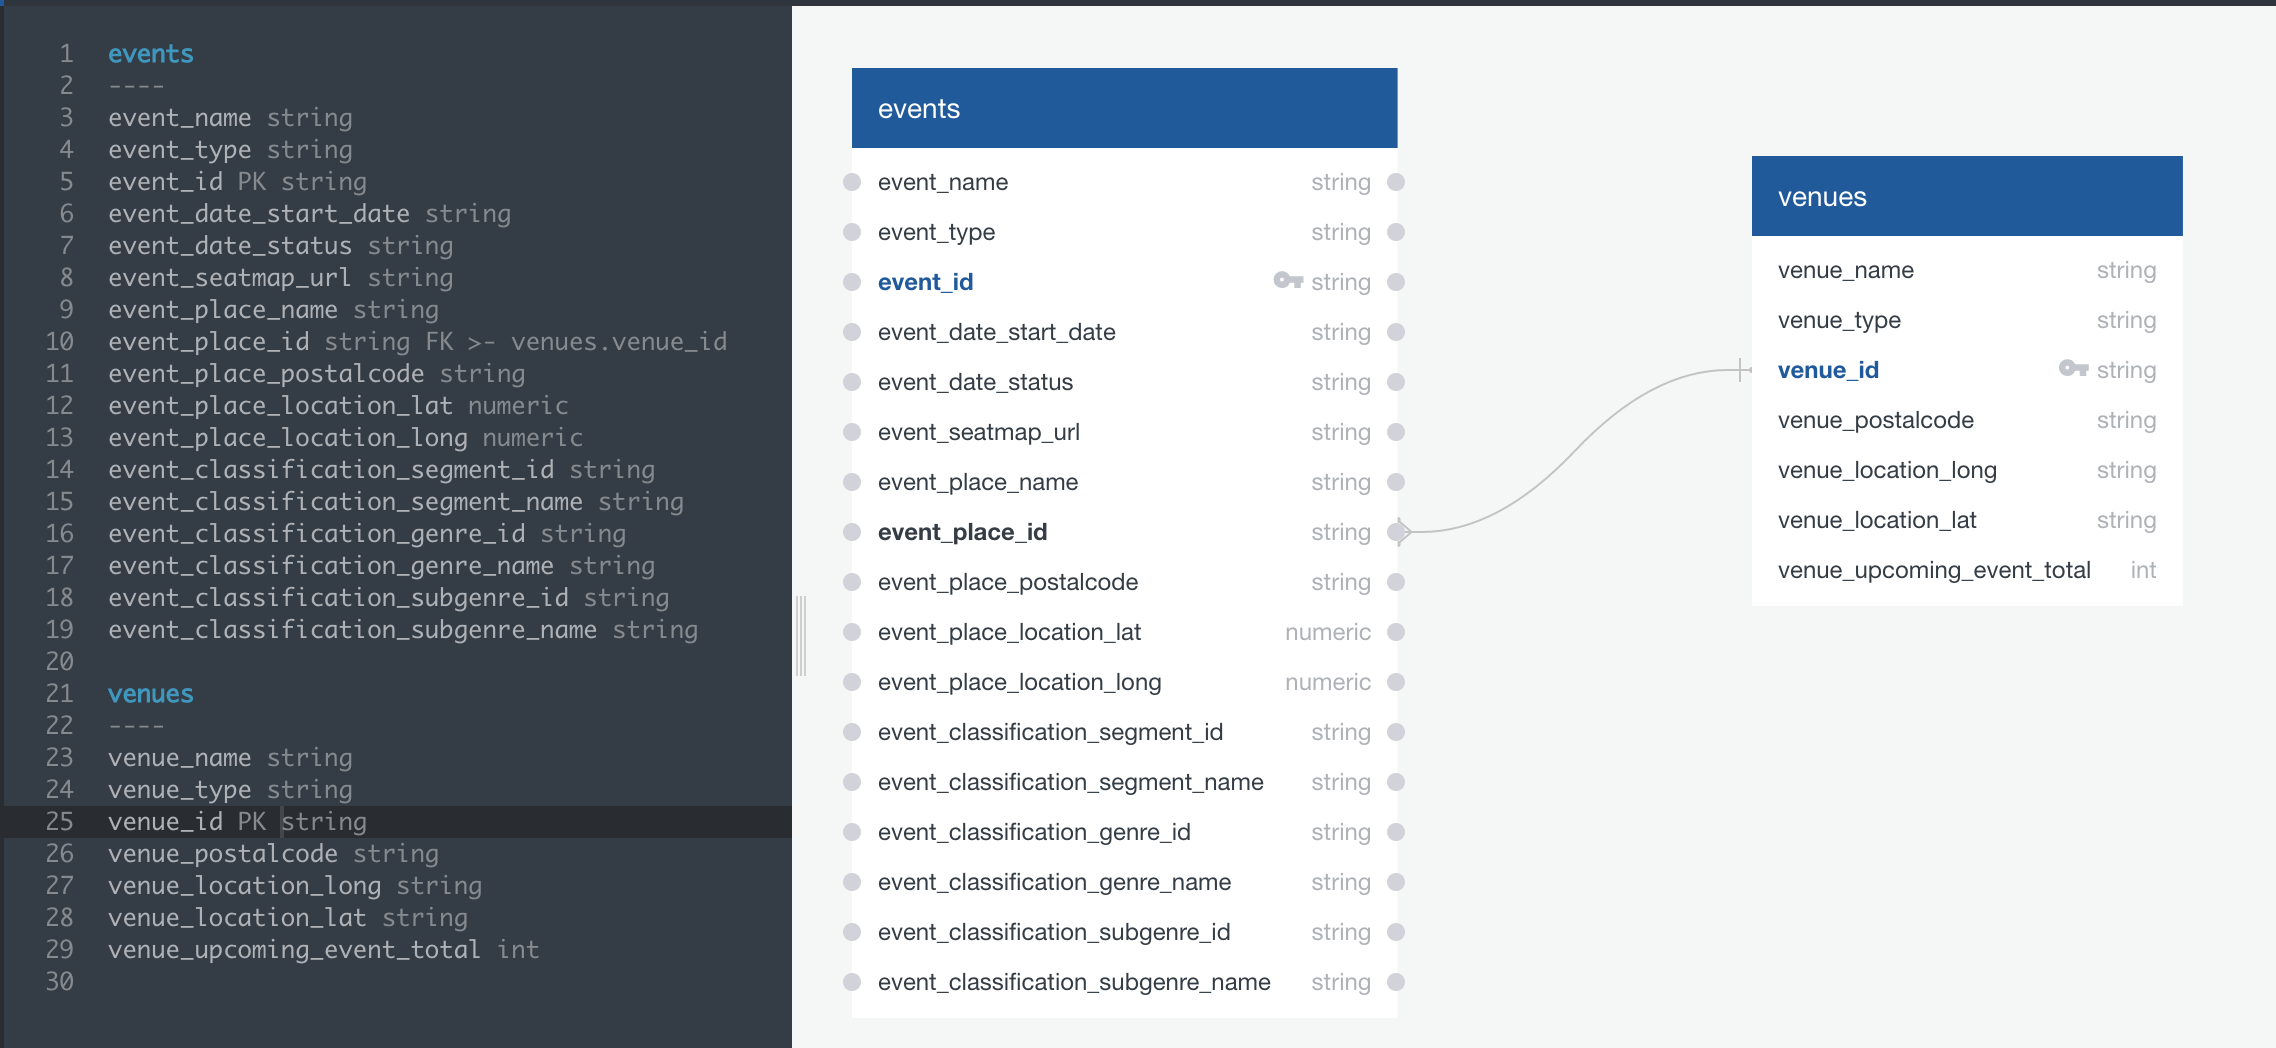 1 events
2 ----
3 event_name string
4 event_type string
5 event_id PK string
6 event_date_start_date string
7 event_date_status string
8 event_seatmap_url string
9 event_place_name string
10 event_place_id string FK >- venues.venue_id
11 event_place_postalcode string
12 event_place_location_lat numeric
13 event_place_location_long numeric
14 event_classification_segment_id string
15 event_classification_segment_name string
16 event_classification_genre_id string
17 event_classification_genre_name string
18 event_classification_subgenre_id string
19 event_classification_subgenre_name string
20
21 venues
22 ----
23 venue_name string
24 venue_type string
25 venue_id PK string
26 venue_postalcode string
27 venue_location_long string
28 venue_location_lat string
29 venue_upcoming_event_total int
30
events
event_name string
event_type string
event_id string
event_date_start_date string
event_date_status string
event_seatmap_url string
event_place_name string
event_place_id string
event_place_postalcode string
event_place_location_lat numeric
event_place_location_long numeric
event_classification_segment_id string
event_classification_segment_name string
event_classification_genre_id string
event_classification_genre_name string
event_classification_subgenre_id string
event_classification_subgenre_name string
venues
venue_name string
venue_type string
venue_id string
venue_postalcode string
venue_location_long string
venue_location_lat string
venue_upcoming_event_total int